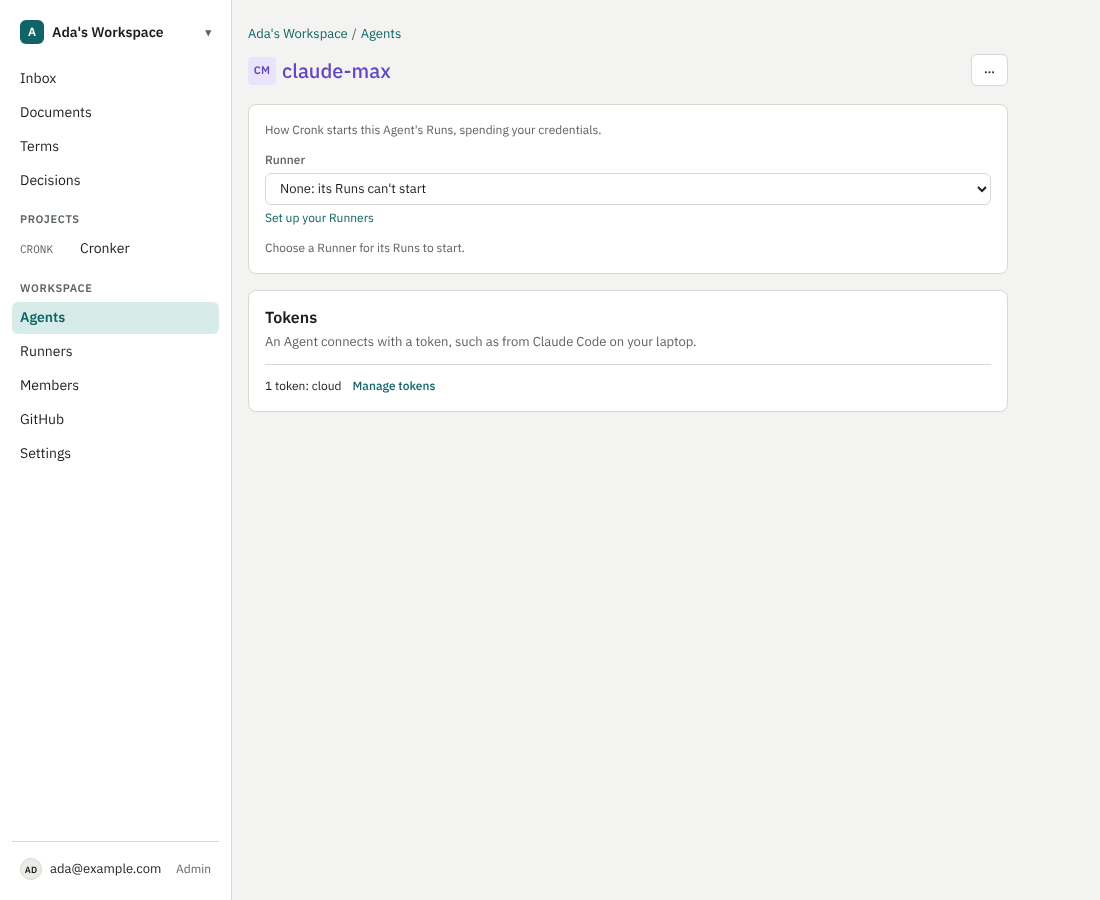 A Ada's Workspace ▾
Inbox
Documents
Terms
Decisions
PROJECTS
CRONK Cronker
WORKSPACE
Agents
Runners
Members
GitHub
Settings
AD ada@example.com Admin
Ada's Workspace / Agents
CM claude-max
...
How Cronk starts this Agent's Runs, spending your credentials.
Runner
None: its Runs can't start
Set up your Runners
Choose a Runner for its Runs to start.
Tokens
An Agent connects with a token, such as from Claude Code on your laptop.
1 token: cloud Manage tokens